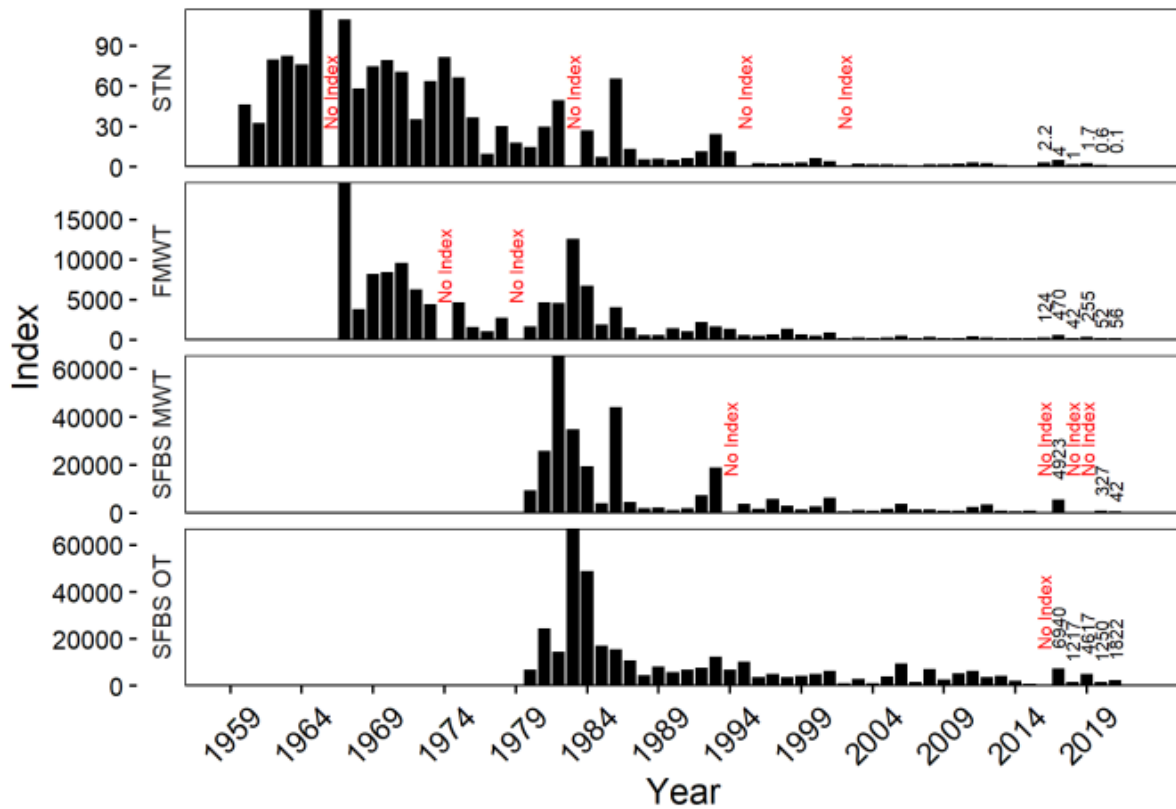 90
60
30
0
STN
No Index
No Index
No Index
No Index
2.2
4
1
1.7
0.6
0.1
15000
10000
5000
0
FMWT
No Index
No Index
124
470
42
255
52
56
Index
60000
40000
20000
0
SFBS MWT
No Index
No Index
4923
No Index
No Index
327
42
60000
40000
20000
0
SFBS OT
No Index
6940
1217
4617
1250
1822
1959
1964
1969
1974
1979
1984
1989
1994
1999
2004
2009
2014
2019
Year